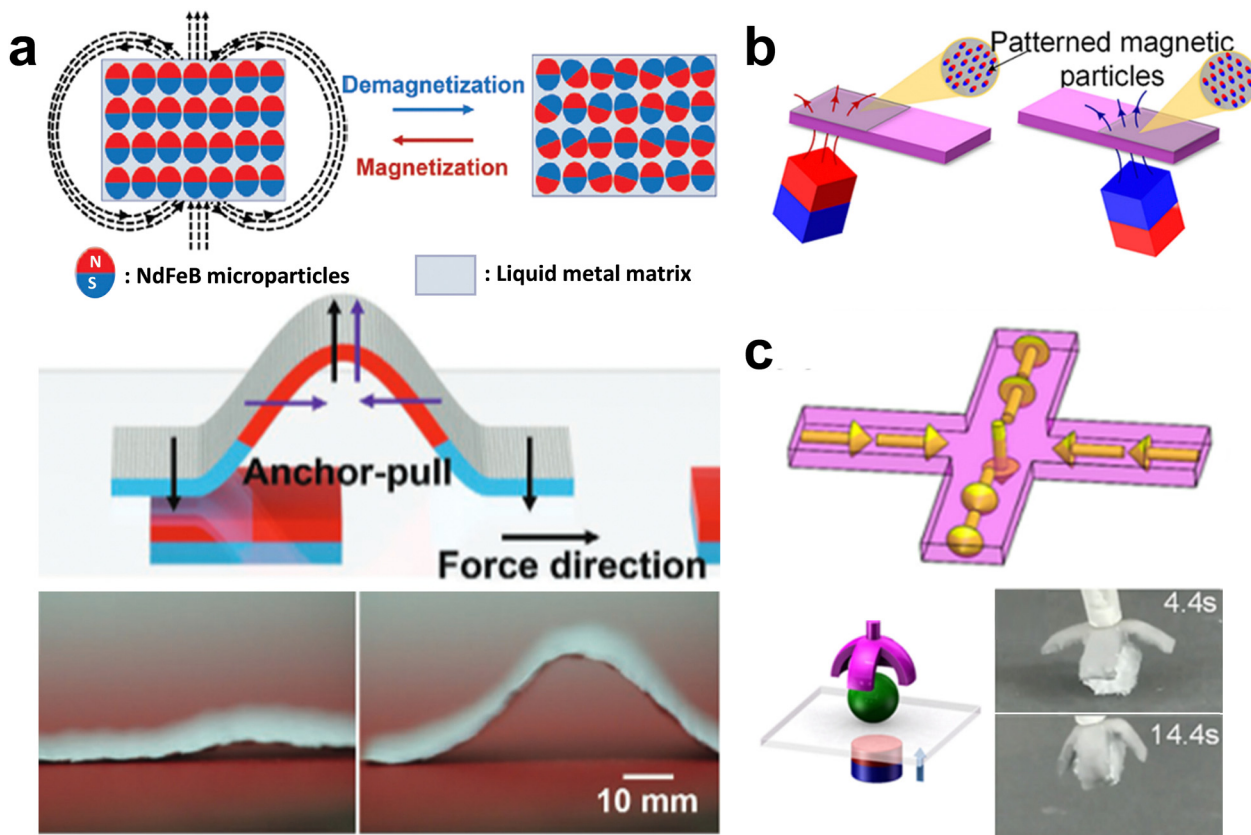 a
Demagnetization
Magnetization
N
S
: NdFeB microparticles
: Liquid metal matrix
Anchor-pull
Force direction
10 mm
b
Patterned magnetic
particles
c
4.4s
14.4s